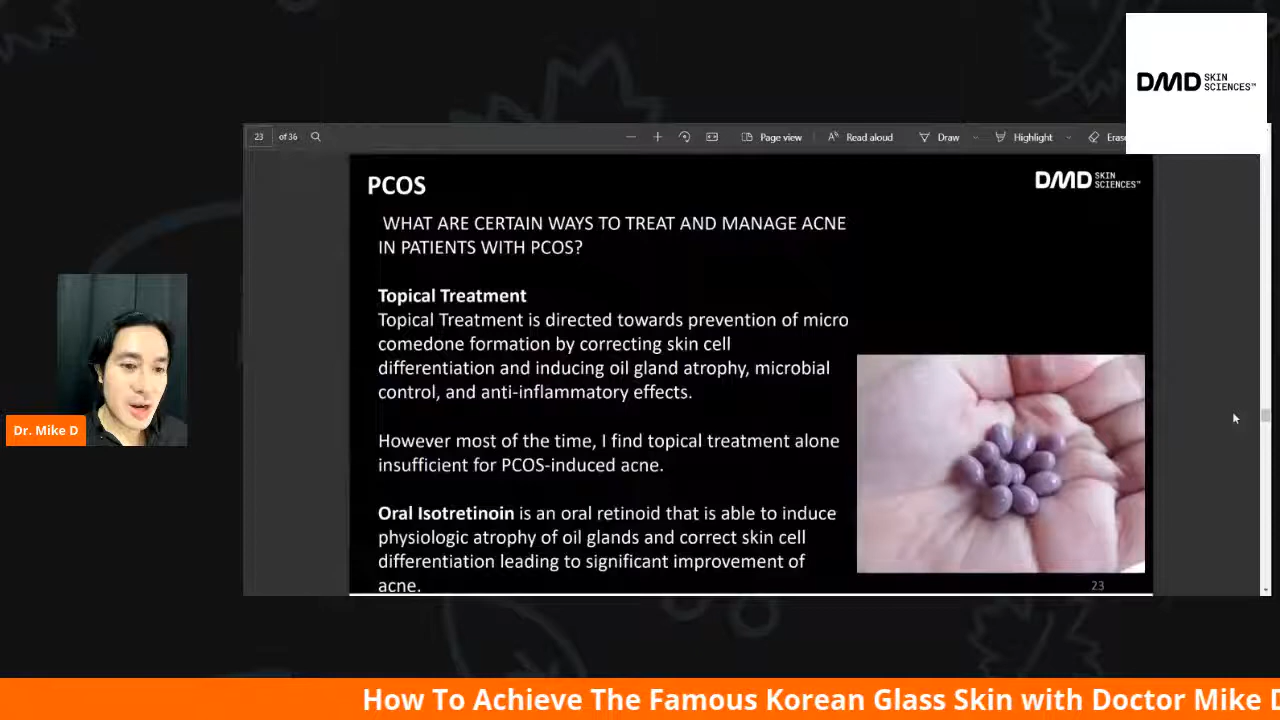 DMD SKIN
SCIENCES™
23 of 36
Page view
Read aloud
Draw
Highlight
Eras
PCOS
DMD SKIN
SCIENCES™
WHAT ARE CERTAIN WAYS TO TREAT AND MANAGE ACNE
IN PATIENTS WITH PCOS?
Topical Treatment
Topical Treatment is directed towards prevention of micro
comedone formation by correcting skin cell
differentiation and inducing oil gland atrophy, microbial
control, and anti-inflammatory effects.
However most of the time, I find topical treatment alone
insufficient for PCOS-induced acne.
Oral Isotretinoin is an oral retinoid that is able to induce
physiologic atrophy of oil glands and correct skin cell
differentiation leading to significant improvement of
acne.
23
Dr. Mike D
How To Achieve The Famous Korean Glass Skin with Doctor Mike D